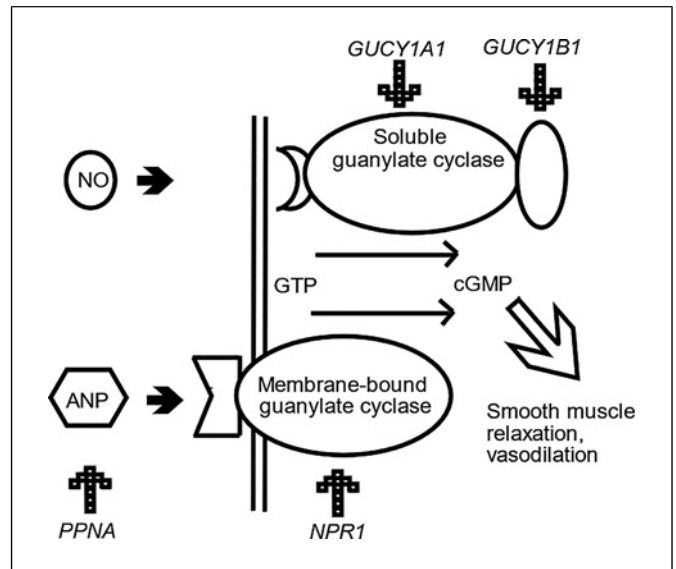 GUCY1A1 GUCY1B1
Soluble
guanylate cyclase
NO
GTP cGMP
ANP
Membrane-bound
guanylate cyclase
Smooth muscle
relaxation,
vasodilation
PPNA NPR1